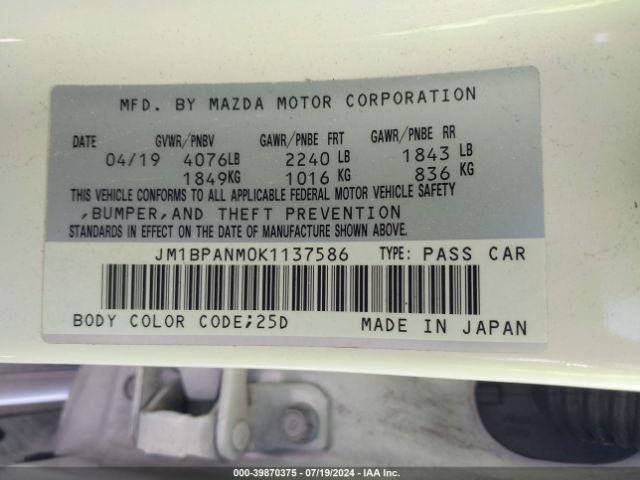 MFD. BY MAZDA MOTOR CORPORATION
DATE GVWR/PNBV GAWR/PNBE FRT GAWR/PNBE RR
04/19 4076LB 2240 LB 1843 LB
1849KG 1016 KG 836 KG
THIS VEHICLE CONFORMS TO ALL APPLICABLE FEDERAL MOTOR VEHICLE SAFETY
,BUMPER,AND THEFT PREVENTION
STANDARDS IN EFFECT ON THE DATE OF MANUFACTURE SHOWN ABOVE.
JM1BPANM0K1137586 TYPE: PASS CAR
BODY COLOR CODE;25D MADE IN JAPAN
000-39870375 - 07/19/2024 - IAA Inc.